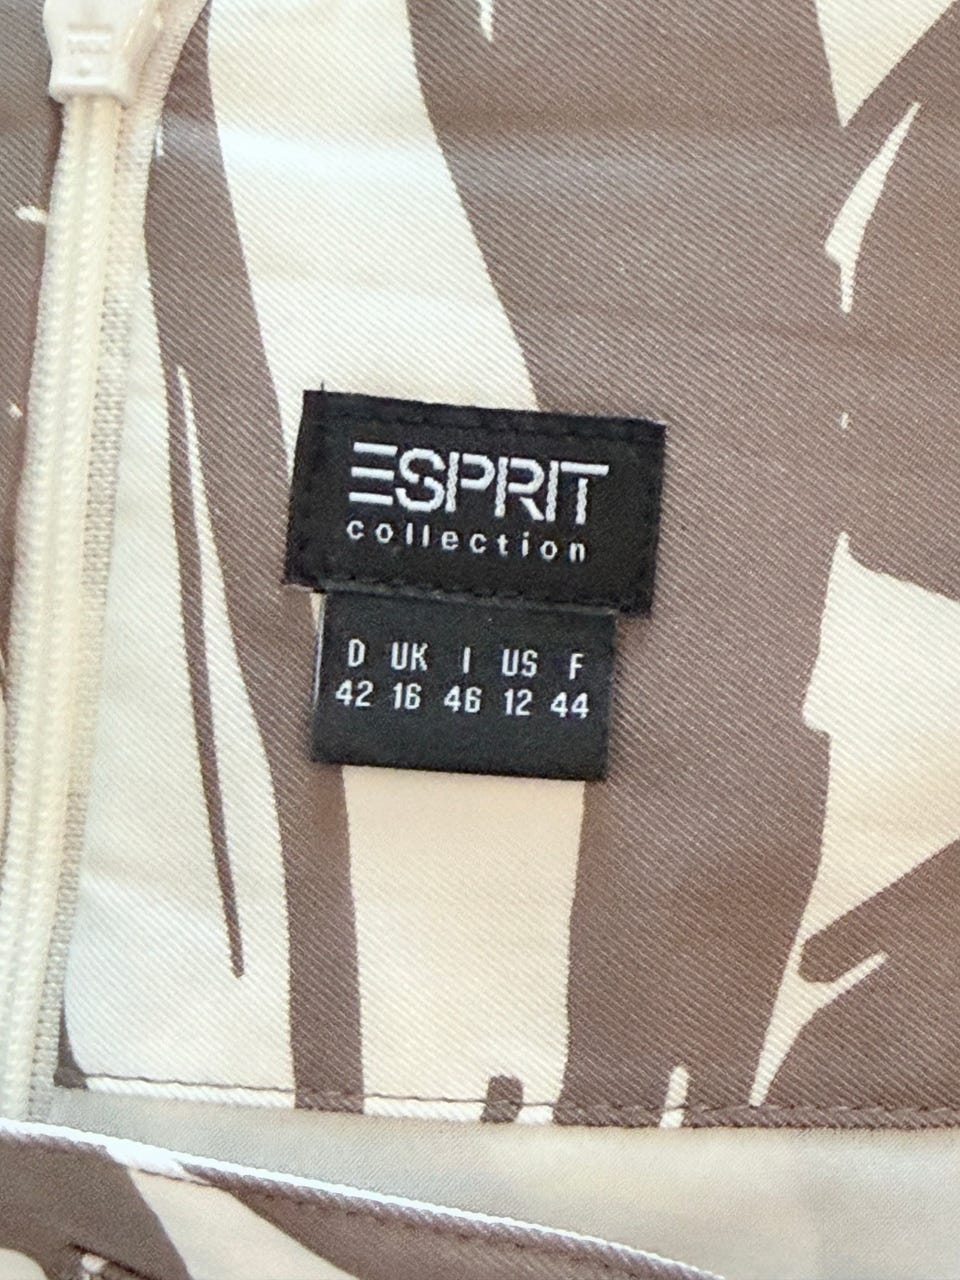 ESPRIT
collection
D UK I US F
42 16 46 12 44